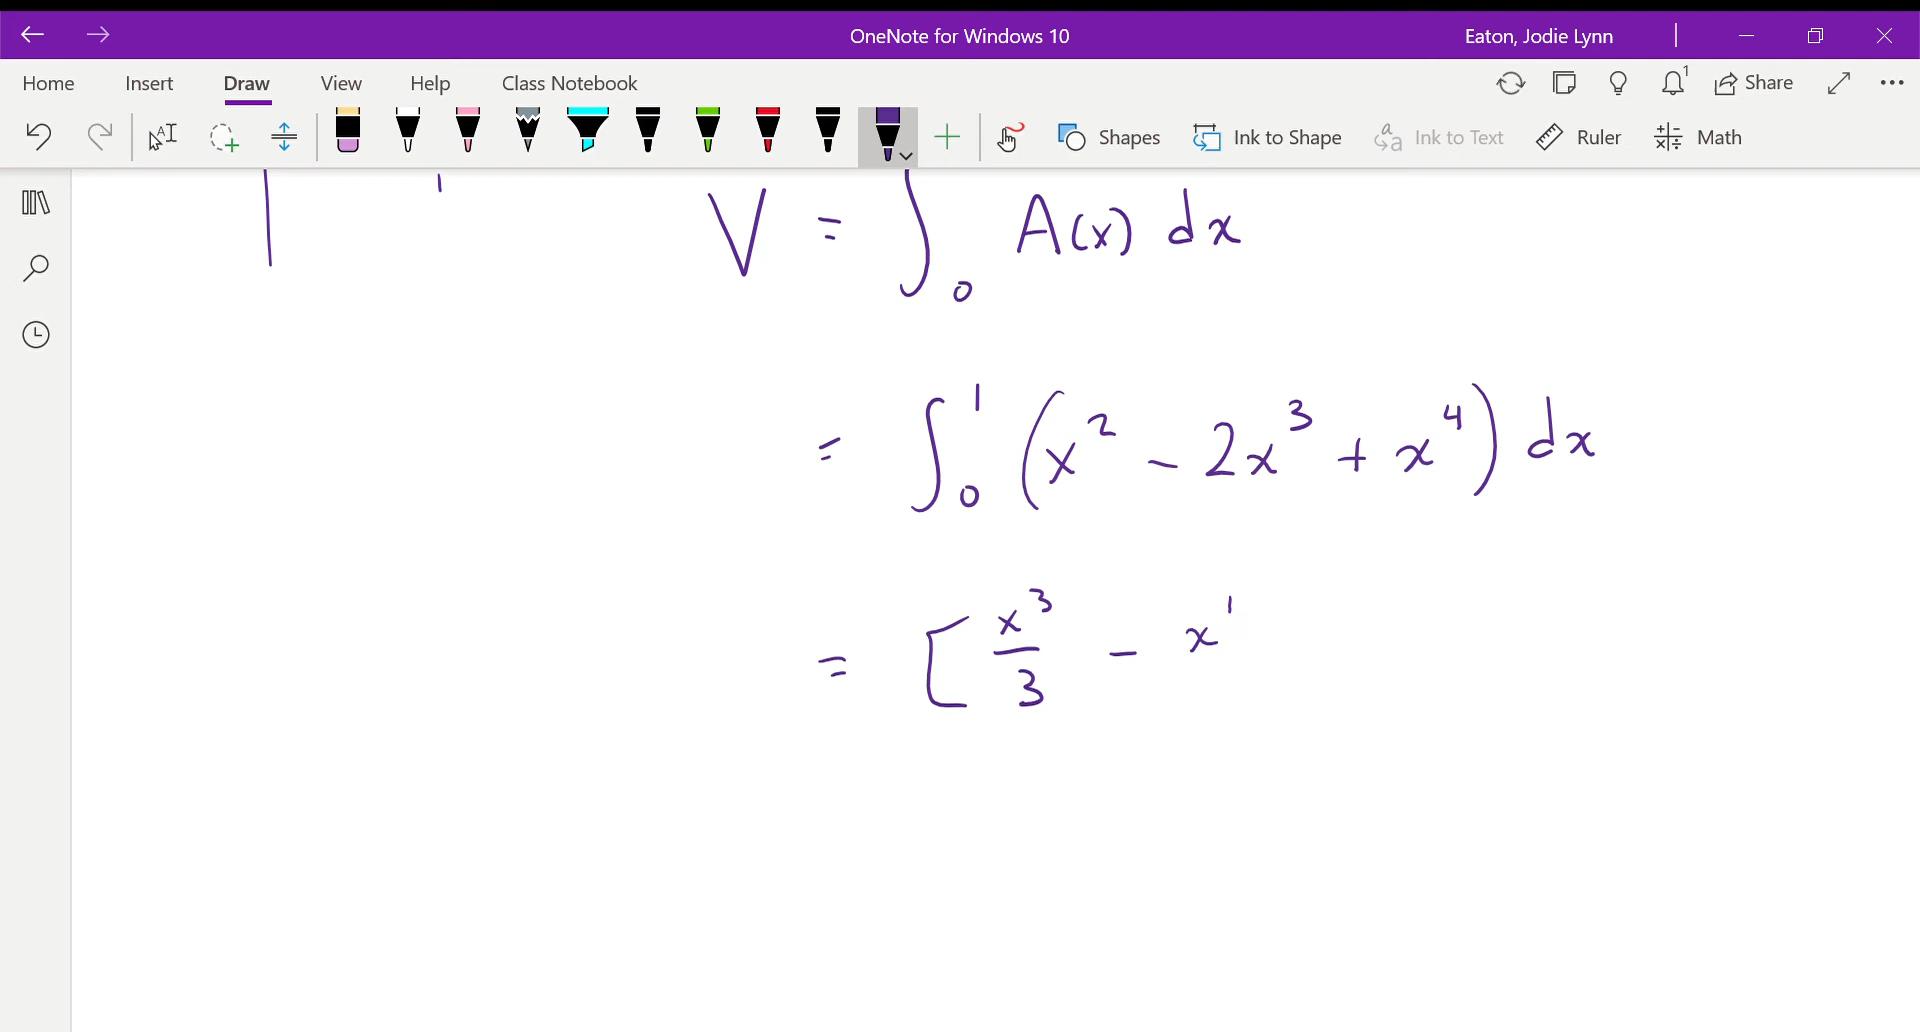 OneNote for Windows 10
Eaton, Jodie Lynn
Home Insert Draw View Help Class Notebook
1 Share
Shapes Ink to Shape Ink to Text Ruler Math
V = ∫₀ A(x) dx
= ∫₀¹ (x² - 2x³ + x⁴) dx
= [ x³/3 - x